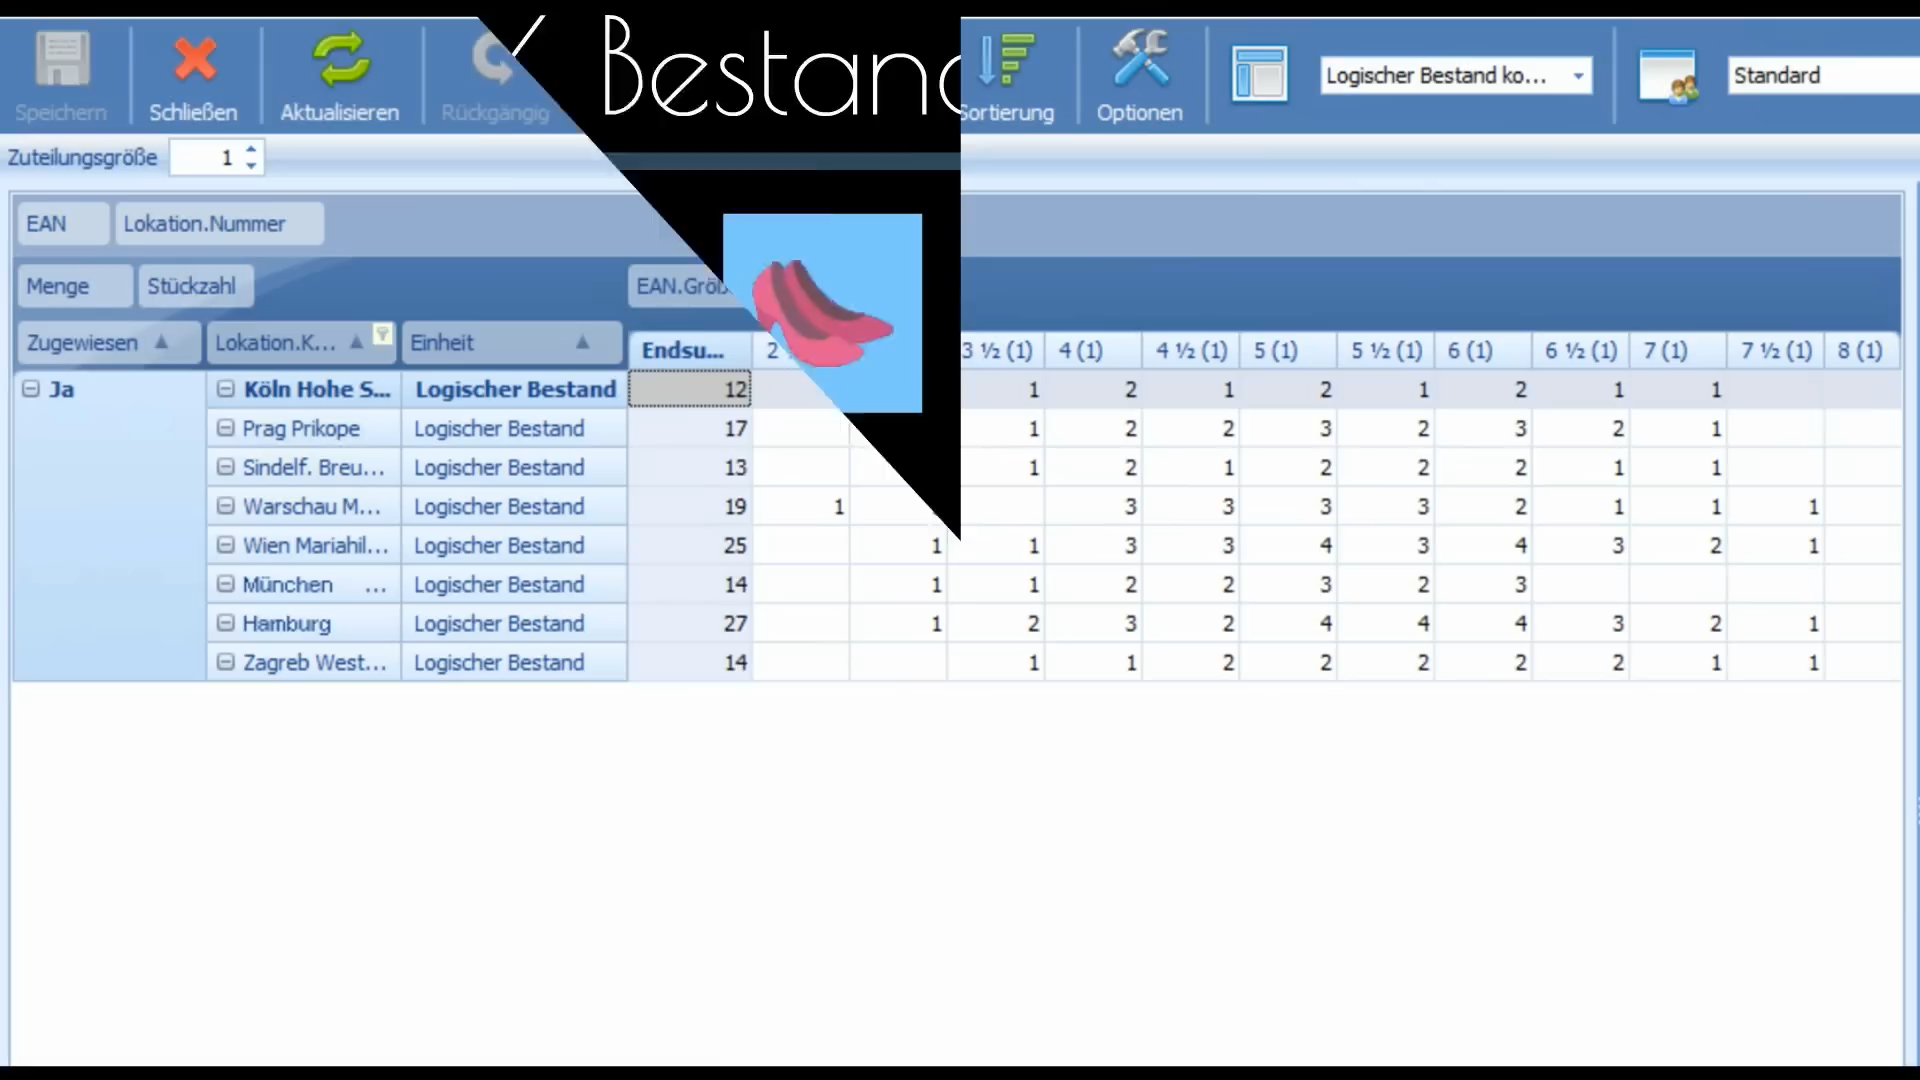 Speichern Schließen Aktualisieren Rückgängig Bestand Sortierung Optionen Logischer Bestand ko... Standard
Zuteilungsgröße 1
EAN Lokation.Nummer
Menge Stückzahl EAN.Größ
Zugewiesen Lokation.K... Einheit Endsu... 2 3 ½ (1) 4 (1) 4 ½ (1) 5 (1) 5 ½ (1) 6 (1) 6 ½ (1) 7 (1) 7 ½ (1) 8 (1)
Ja Köln Hohe S... Logischer Bestand 12 1 2 1 2 1 2 1 1
Prag Prikope Logischer Bestand 17 1 2 2 3 2 3 2 1
Sindelf. Breu... Logischer Bestand 13 1 2 1 2 2 2 1 1
Warschau M... Logischer Bestand 19 1 3 3 3 3 2 1 1 1
Wien Mariahil... Logischer Bestand 25 1 1 3 3 4 3 4 3 2 1
München ... Logischer Bestand 14 1 1 2 2 3 2 3
Hamburg Logischer Bestand 27 1 2 3 2 4 4 4 3 2 1
Zagreb West... Logischer Bestand 14 1 1 2 2 2 2 2 1 1